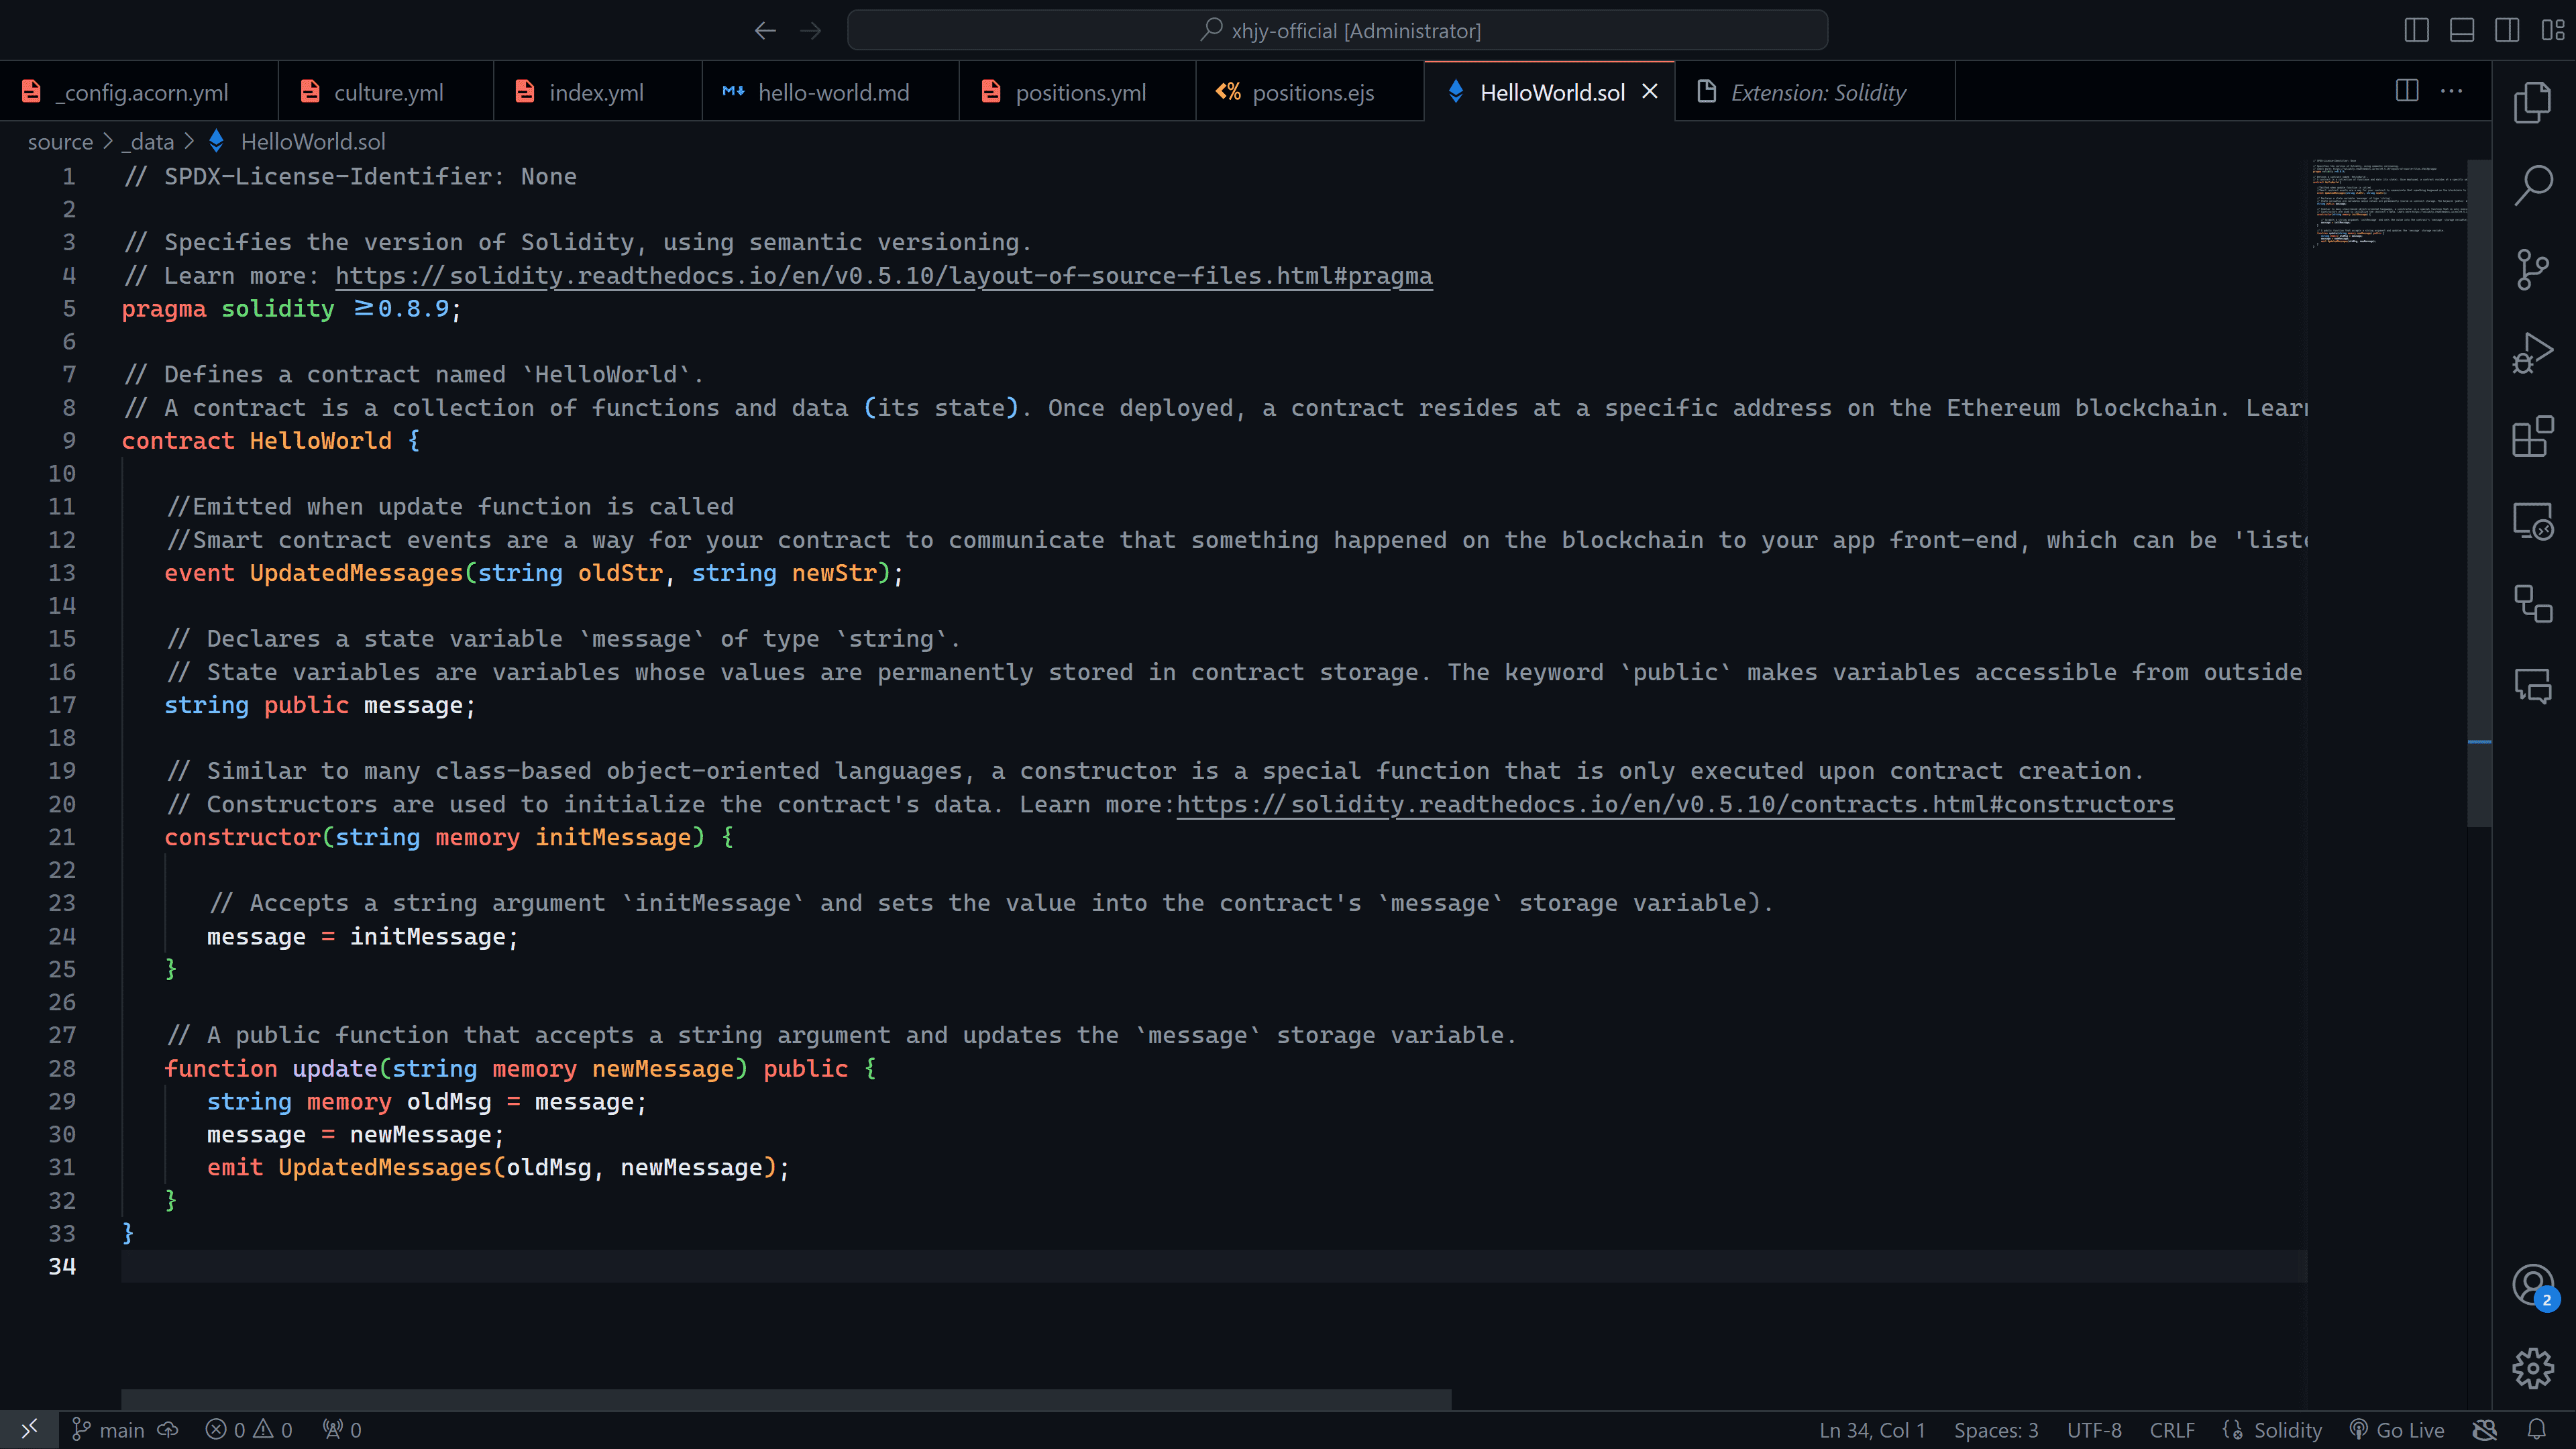 xhjy-official [Administrator]
_config.acorn.yml
culture.yml
index.yml
hello-world.md
positions.yml
positions.ejs
HelloWorld.sol
Extension: Solidity
source > _data > HelloWorld.sol
1 // SPDX-License-Identifier: None
2
3 // Specifies the version of Solidity, using semantic versioning.
4 // Learn more: https://solidity.readthedocs.io/en/v0.5.10/layout-of-source-files.html#pragma
5 pragma solidity >=0.8.9;
6
7 // Defines a contract named `HelloWorld`.
8 // A contract is a collection of functions and data (its state). Once deployed, a contract resides at a specific address on the Ethereum blockchain. Learn
9 contract HelloWorld {
10
11 //Emitted when update function is called
12 //Smart contract events are a way for your contract to communicate that something happened on the blockchain to your app front-end, which can be 'liste
13 event UpdatedMessages(string oldStr, string newStr);
14
15 // Declares a state variable `message` of type `string`.
16 // State variables are variables whose values are permanently stored in contract storage. The keyword `public` makes variables accessible from outside
17 string public message;
18
19 // Similar to many class-based object-oriented languages, a constructor is a special function that is only executed upon contract creation.
20 // Constructors are used to initialize the contract's data. Learn more:https://solidity.readthedocs.io/en/v0.5.10/contracts.html#constructors
21 constructor(string memory initMessage) {
22
23 // Accepts a string argument `initMessage` and sets the value into the contract's `message` storage variable).
24 message = initMessage;
25 }
26
27 // A public function that accepts a string argument and updates the `message` storage variable.
28 function update(string memory newMessage) public {
29 string memory oldMsg = message;
30 message = newMessage;
31 emit UpdatedMessages(oldMsg, newMessage);
32 }
33 }
34
2
main 0 0 0 Ln 34, Col 1 Spaces: 3 UTF-8 CRLF Solidity Go Live